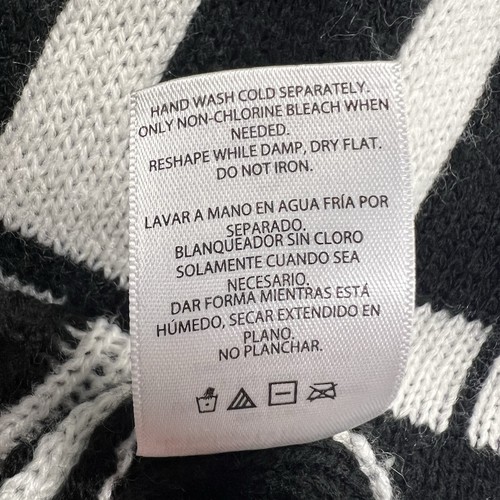 HAND WASH COLD SEPARATELY.
ONLY NON-CHLORINE BLEACH WHEN
NEEDED.
RESHAPE WHILE DAMP, DRY FLAT.
DO NOT IRON.
LAVAR A MANO EN AGUA FRÍA POR
SEPARADO.
BLANQUEADOR SIN CLORO
SOLAMENTE CUANDO SEA
NECESARIO.
DAR FORMA MIENTRAS ESTÁ
HÚMEDO, SECAR EXTENDIDO EN
PLANO.
NO PLANCHAR.